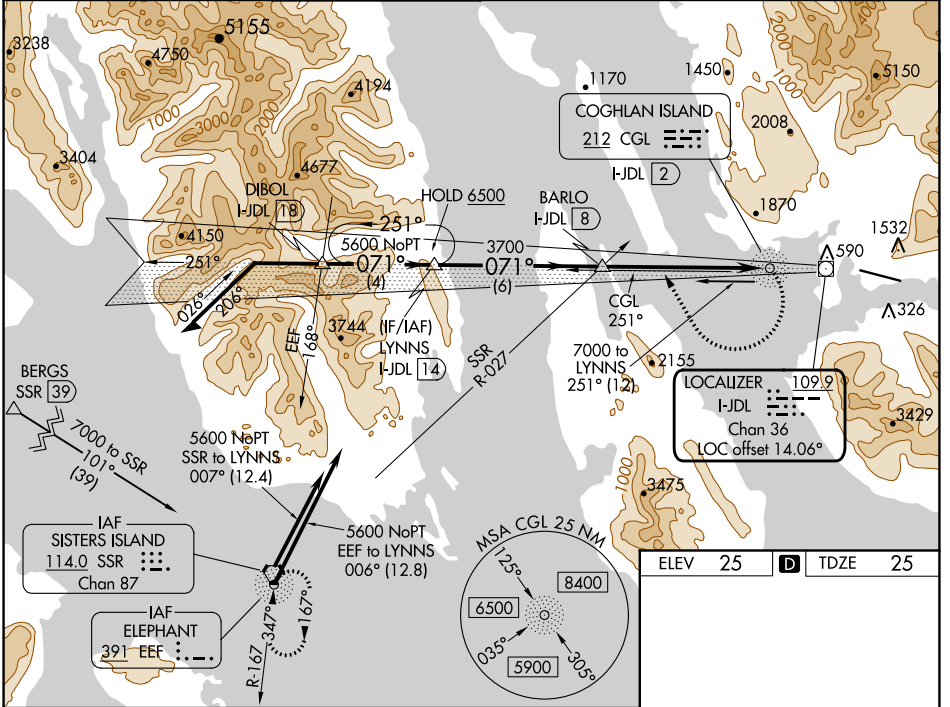 3238
5155
4750
4194
1000
3000
2000
3404
4677
1170
1450
2000
1000
5150
COGHLAN ISLAND
212 CGL
I-JDL 2
2008
1870
DIBOL
I-JDL 18
HOLD 6500
BARLO
I-JDL 8
4150
251°
251°
5600 NoPT
071°
(4)
3700
071°
(6)
590
1532
326
026°
206°
EEF
168°
3744
(IF/IAF)
LYNNS
I-JDL 14
SSR
R-027
CGL
251°
7000 to
LYNNS
251° (12)
2155
LOCALIZER 109.9
I-JDL
Chan 36
LOC offset 14.06°
3429
1000
BERGS
SSR 39
7000 to SSR
101°
(39)
5600 NoPT
SSR to LYNNS
007° (12.4)
5600 NoPT
EEF to LYNNS
006° (12.8)
1000
3475
IAF
SISTERS ISLAND
114.0 SSR
Chan 87
IAF
ELEPHANT
391 EEF
R-167
347°
167°
MSA CGL 25 NM
125°
8400
6500
035°
5900
305°
ELEV 25 D TDZE 25